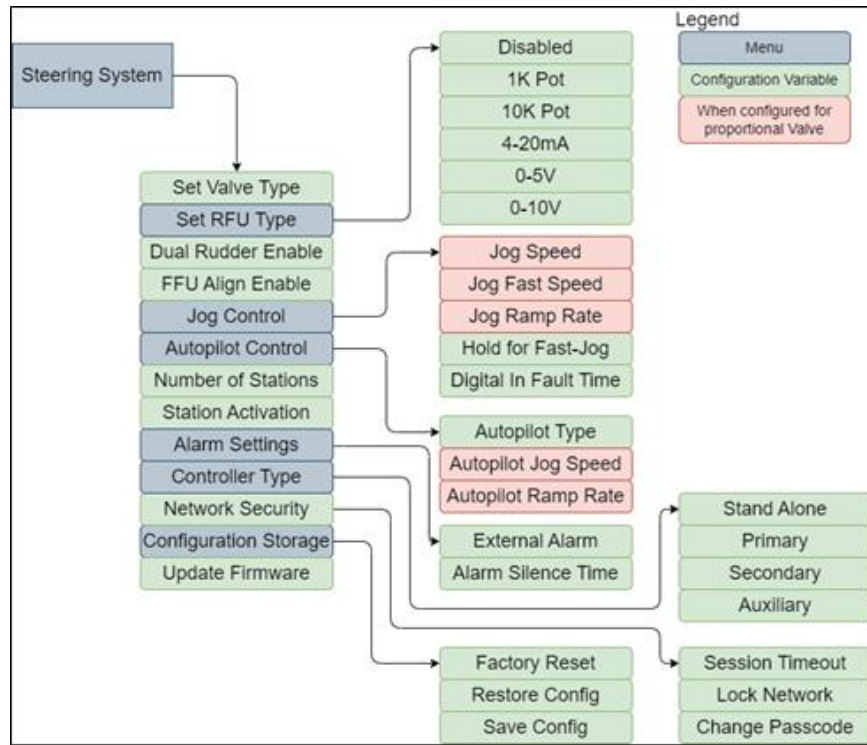 Legend
Menu
Configuration Variable
When configured for
proportional Valve
Steering System
Disabled
1K Pot
10K Pot
4-20mA
0-5V
0-10V
Set Valve Type
Set RFU Type
Dual Rudder Enable
FFU Align Enable
Jog Control
Autopilot Control
Number of Stations
Station Activation
Alarm Settings
Controller Type
Network Security
Configuration Storage
Update Firmware
Jog Speed
Jog Fast Speed
Jog Ramp Rate
Hold for Fast-Jog
Digital In Fault Time
Autopilot Type
Autopilot Jog Speed
Autopilot Ramp Rate
External Alarm
Alarm Silence Time
Stand Alone
Primary
Secondary
Auxiliary
Factory Reset
Restore Config
Save Config
Session Timeout
Lock Network
Change Passcode